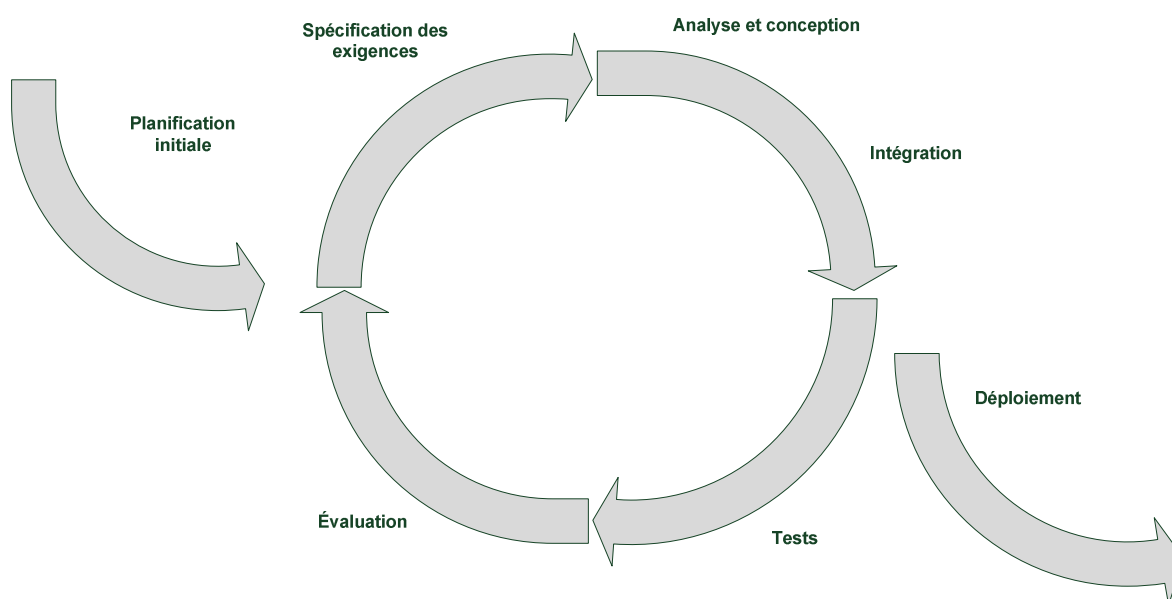 Spécification des
exigences
Analyse et conception
Planification
initiale
Intégration
Déploiement
Évaluation
Tests